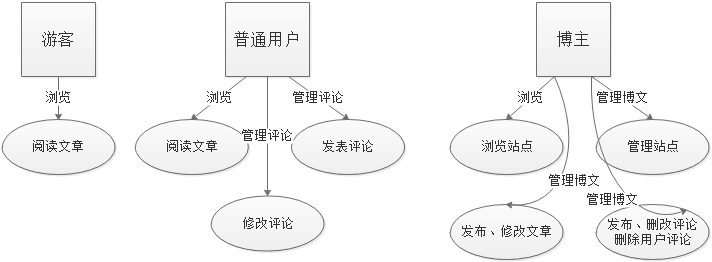 游客
普通用户
博主
浏览
浏览
管理评论
浏览
管理博文
阅读文章
阅读文章
管理评论
发表评论
浏览站点
管理站点
管理博文
管理博文
修改评论
发布、修改文章
发布、删改评论
删除用户评论